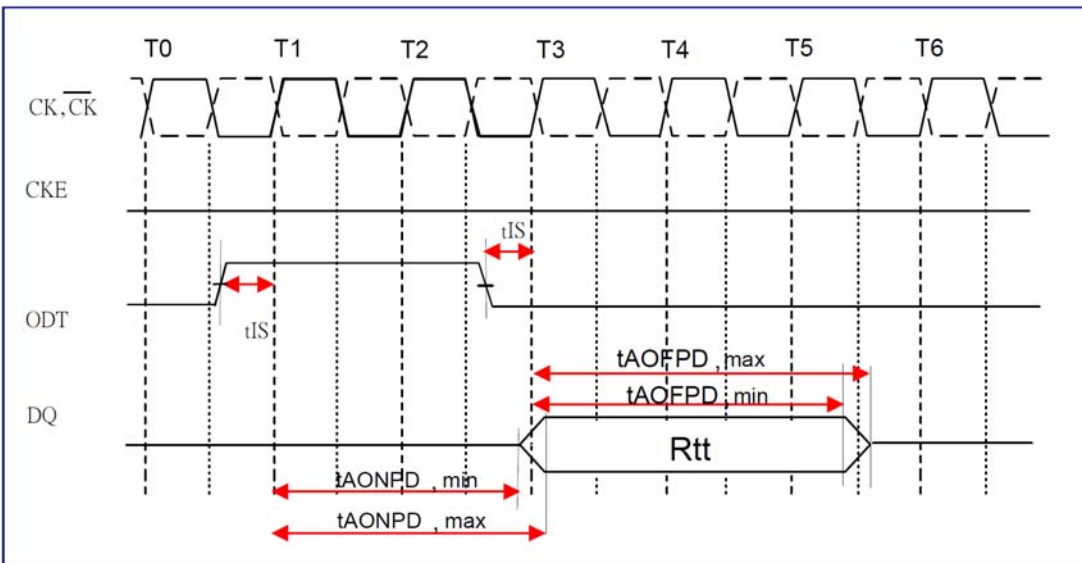 T0 T1 T2 T3 T4 T5 T6
CK, CK
CKE
tIS
ODT
tIS
tAOFPD , max
tAOFPD , min
DQ
Rtt
tAONPD , min
tAONPD , max